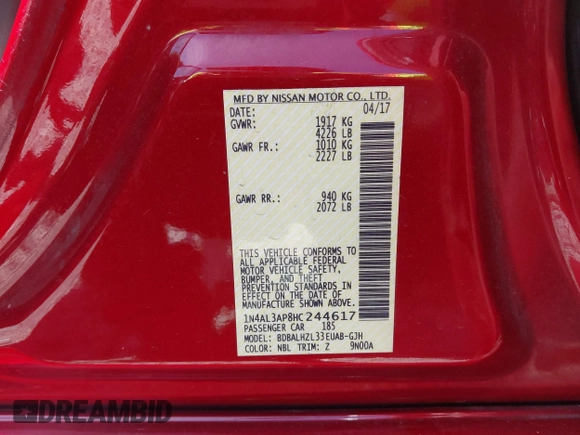 MFD BY NISSAN MOTOR CO., LTD.
DATE: 04/17
GVWR: 1917 KG
4226 LB
GAWR FR.: 1010 KG
2227 LB
GAWR RR.: 940 KG
2072 LB
THIS VEHICLE CONFORMS TO
ALL APPLICABLE FEDERAL
MOTOR VEHICLE SAFETY,
BUMPER, AND THEFT
PREVENTION STANDARDS
IN EFFECT ON THE DATE OF
MANUFACTURE SHOWN ABOVE.
1N4AL3AP8HC244617
PASSENGER CAR 185
MODEL: BDBALHZL33EUAB-GJH
COLOR: NBL TRIM: Z 9N00A
DREAMBID